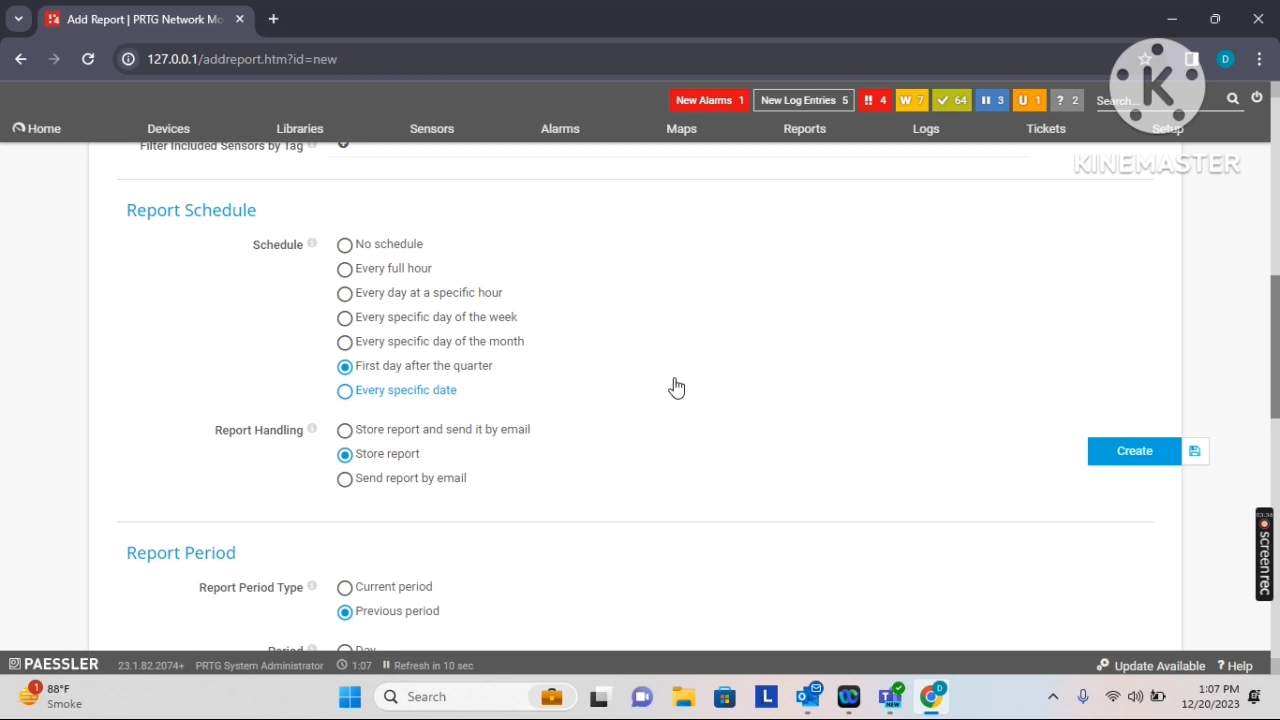 Add Report | PRTG Network Mo
127.0.0.1/addreport.htm?id=new
D
New Alarms 1
New Log Entries 5
!! 4
W 7
64
3
U 1
? 2
Search...
K
KINEMASTER
Home
Devices
Libraries
Sensors
Alarms
Maps
Reports
Logs
Tickets
Setup
Filter Included Sensors by Tag
Report Schedule
Schedule
No schedule
Every full hour
Every day at a specific hour
Every specific day of the week
Every specific day of the month
First day after the quarter
Every specific date
Report Handling
Store report and send it by email
Store report
Send report by email
Create
Report Period
Report Period Type
Current period
Previous period
Period
Day
screen rec
PAESSLER
23.1.82.2074+
PRTG System Administrator
1:07
Refresh in 10 sec
Update Available
? Help
1
88°F
Smoke
Search
L
NEW
D
1:07 PM
12/20/2023